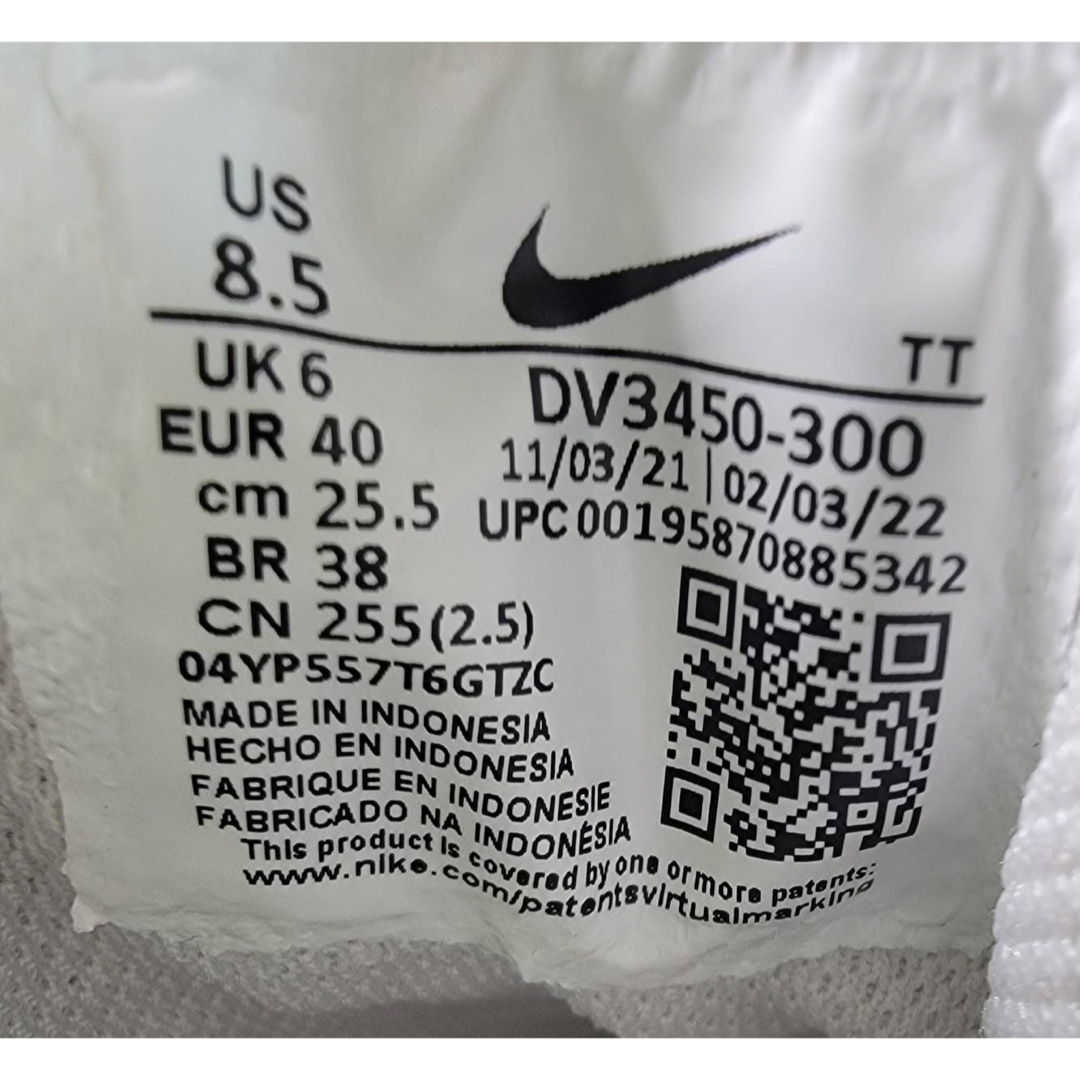 US
8.5
TT
UK 6
EUR 40
cm 25.5
BR 38
CN 255(2.5)
DV3450-300
11/03/21 | 02/03/22
UPC 00195870885342
04YP557T6GTZC
MADE IN INDONESIA
HECHO EN INDONESIA
FABRIQUE EN INDONESIE
FABRICADO NA INDONÉSIA
This product is covered by one or more patents:
www.nike.com/patentsvirtualmarking